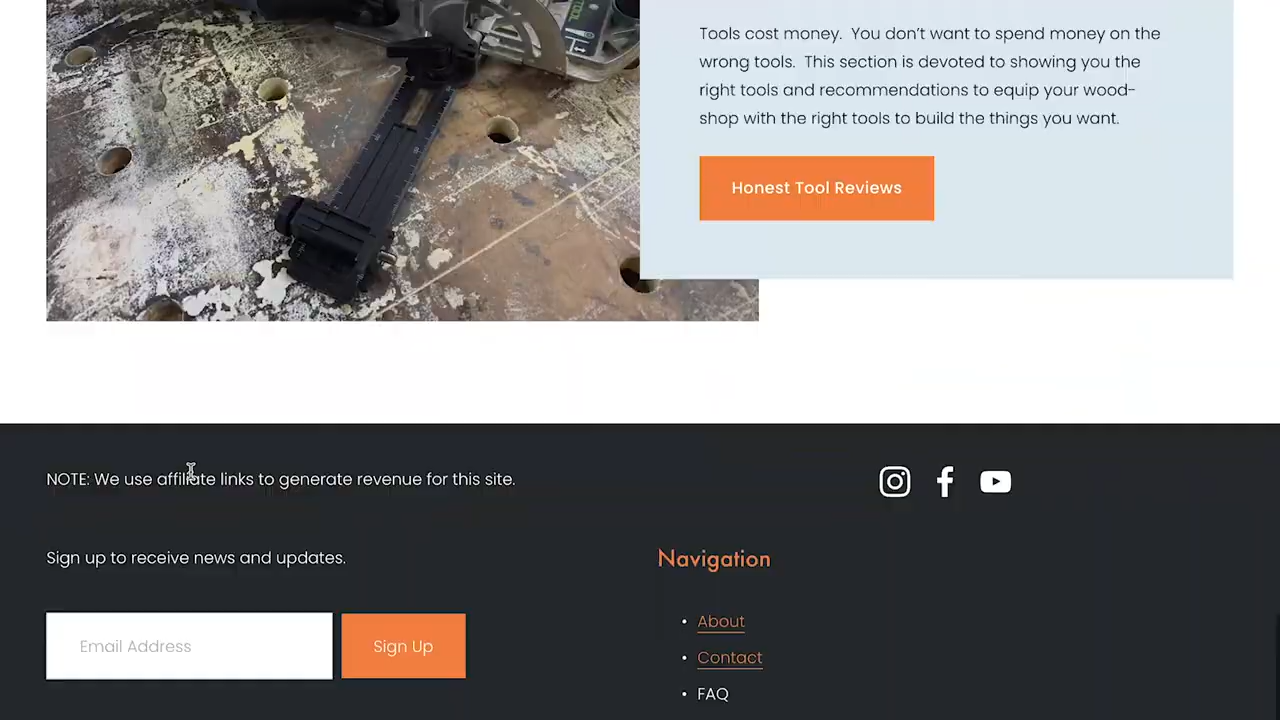 Tools cost money.  You don't want to spend money on the
wrong tools.  This section is devoted to showing you the
right tools and recommendations to equip your wood-
shop with the right tools to build the things you want.
Honest Tool Reviews
NOTE: We use affiliate links to generate revenue for this site.
Sign up to receive news and updates.
Email Address
Sign Up
Navigation
• About
• Contact
• FAQ